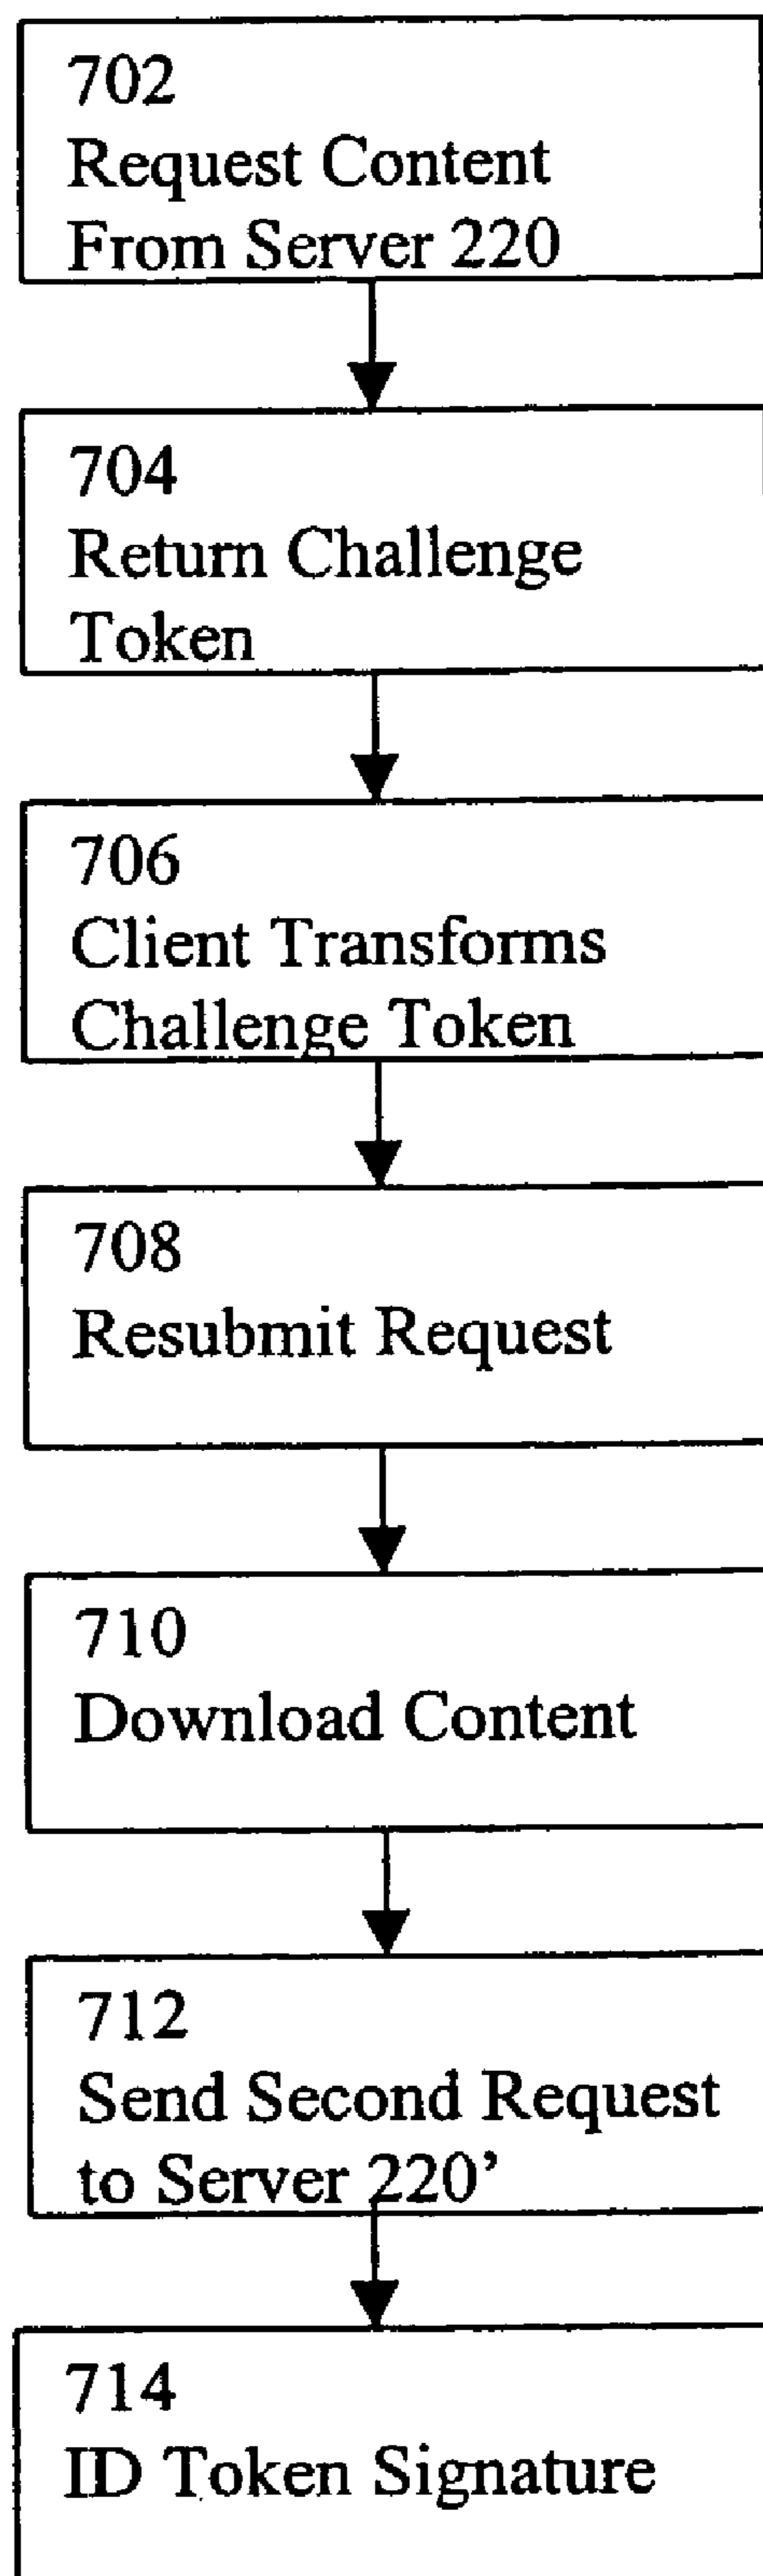 702
Request Content
From Server 220
704
Return Challenge
Token
706
Client Transforms
Challenge Token
708
Resubmit Request
710
Download Content
712
Send Second Request
to Server 220’
714
ID Token Signature